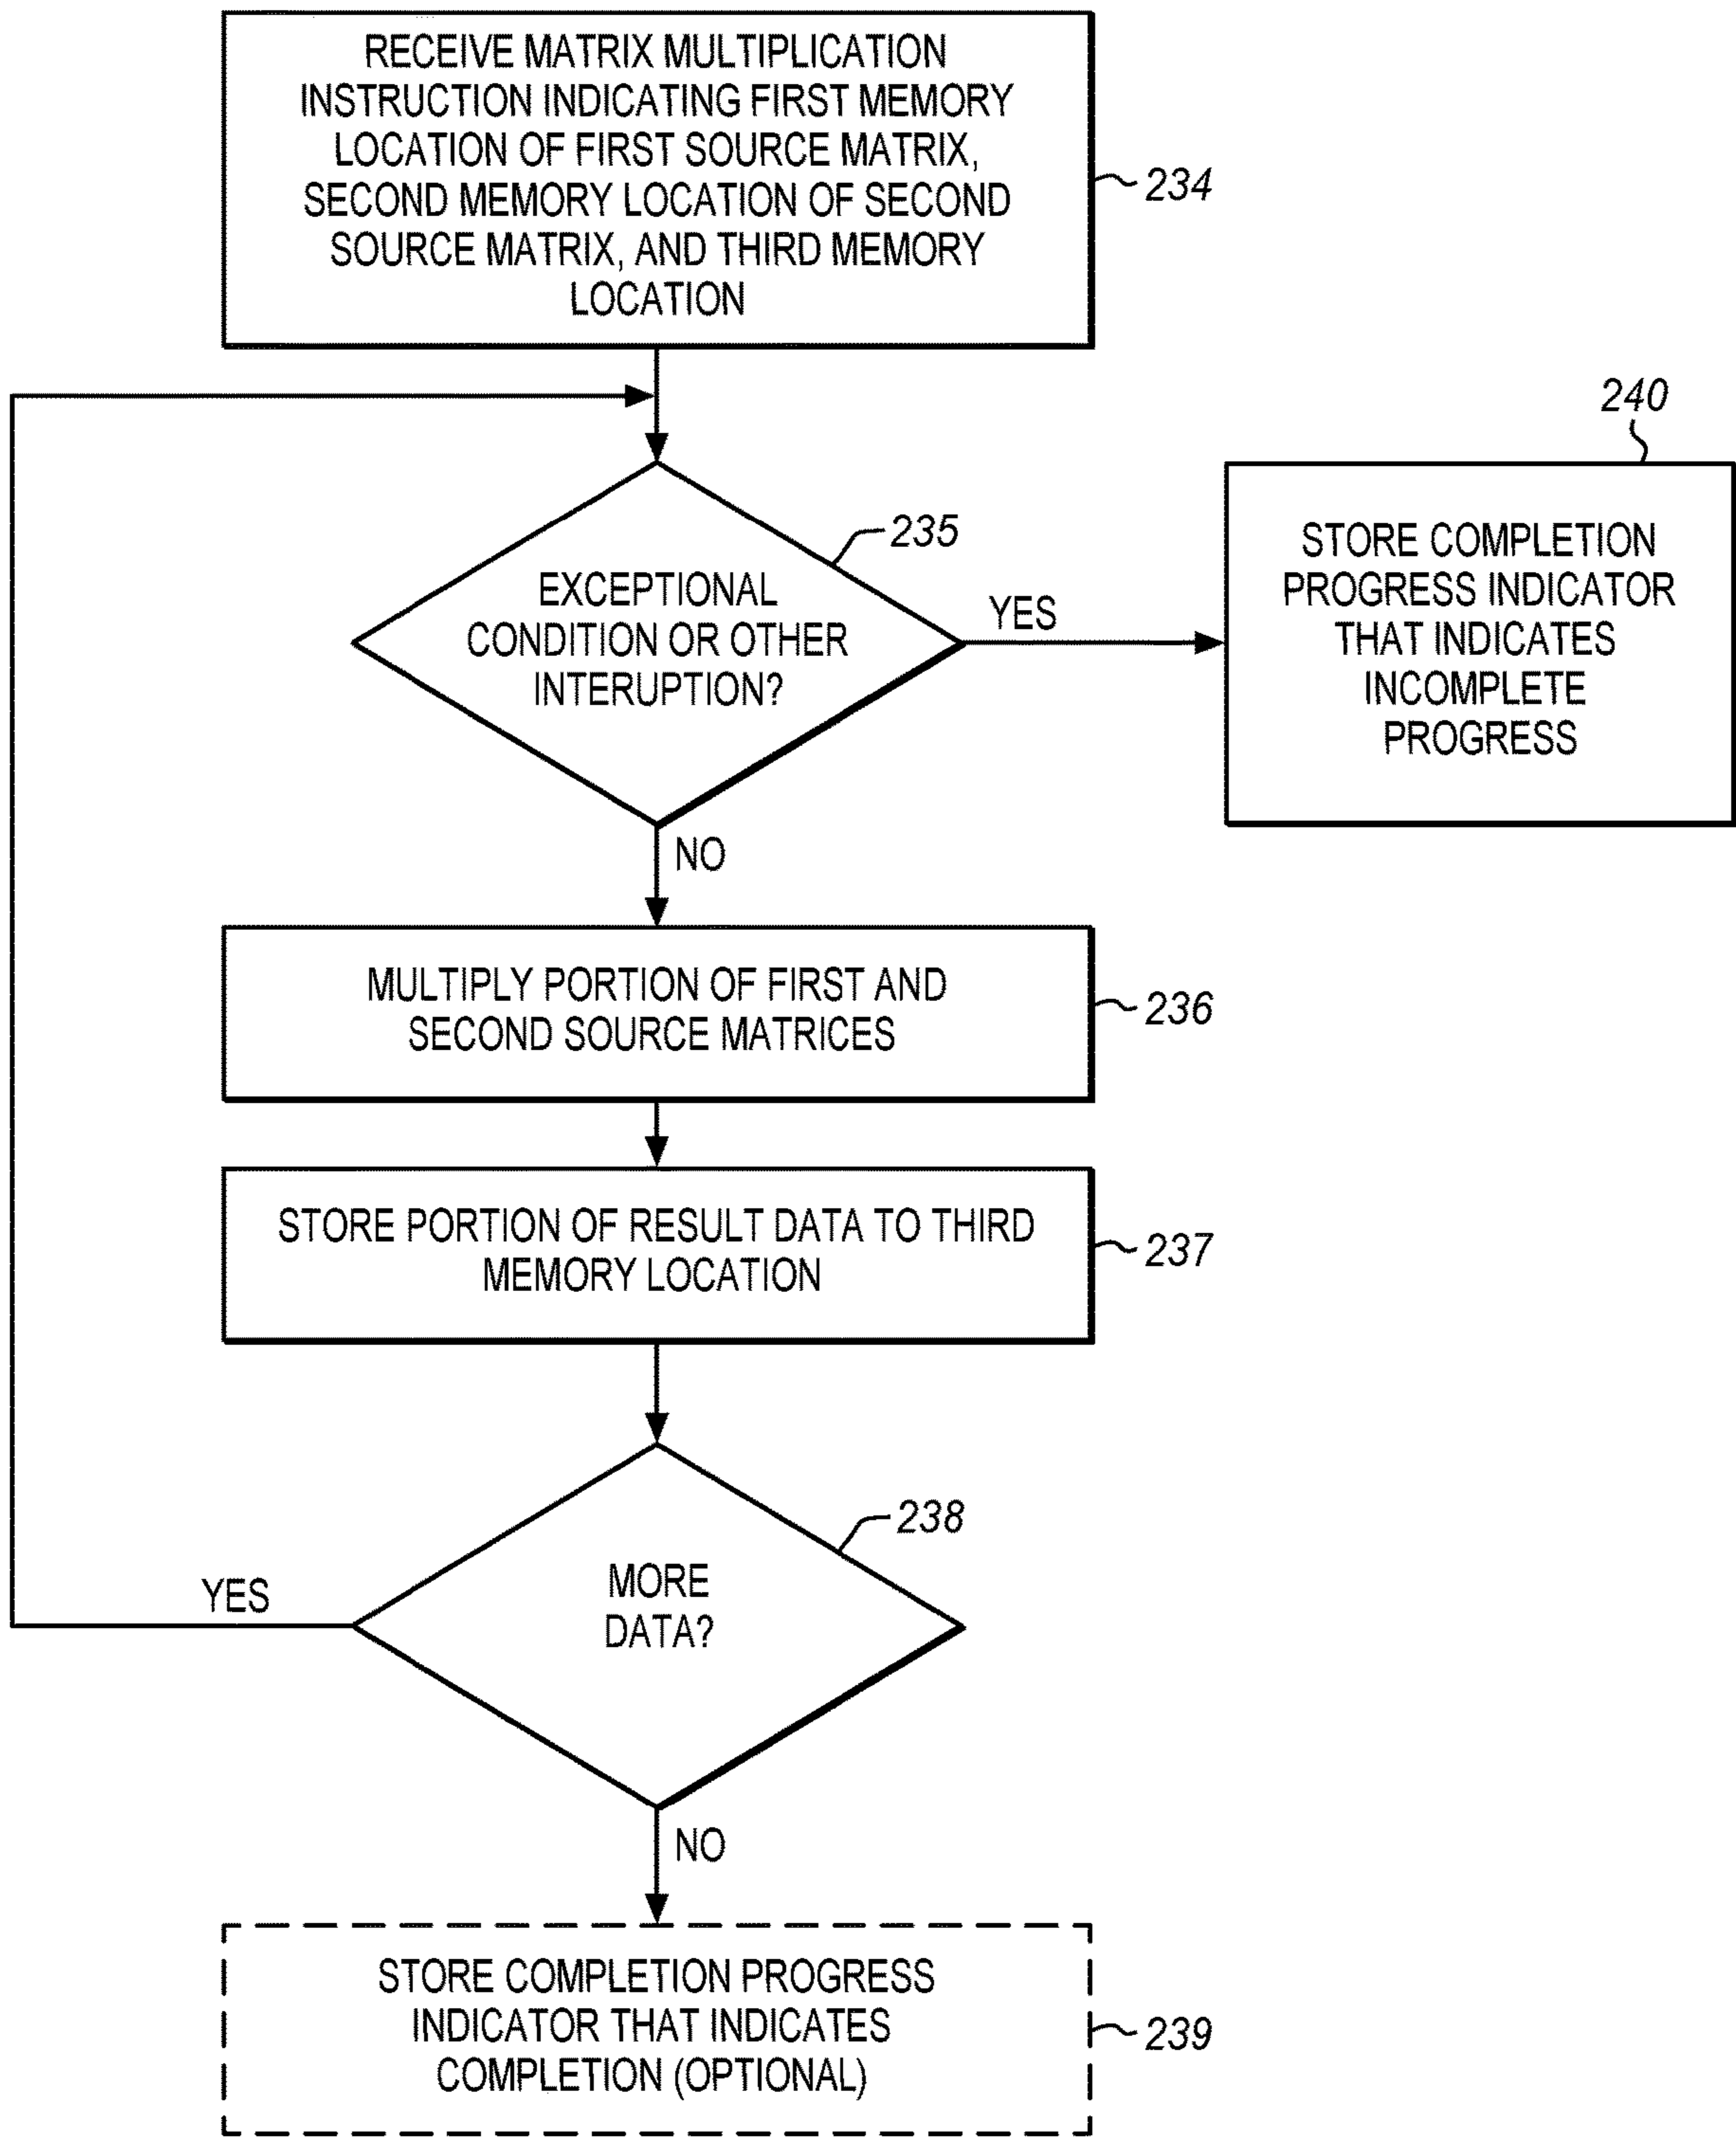 RECEIVE MATRIX MULTIPLICATION
INSTRUCTION INDICATING FIRST MEMORY
LOCATION OF FIRST SOURCE MATRIX,
SECOND MEMORY LOCATION OF SECOND
SOURCE MATRIX, AND THIRD MEMORY
LOCATION
234
240
STORE COMPLETION
PROGRESS INDICATOR
THAT INDICATES
INCOMPLETE
PROGRESS
235
EXCEPTIONAL
CONDITION OR OTHER
INTERUPTION?
YES
NO
MULTIPLY PORTION OF FIRST AND
SECOND SOURCE MATRICES
236
STORE PORTION OF RESULT DATA TO THIRD
MEMORY LOCATION
237
238
MORE
DATA?
YES
NO
STORE COMPLETION PROGRESS
INDICATOR THAT INDICATES
COMPLETION (OPTIONAL)
239